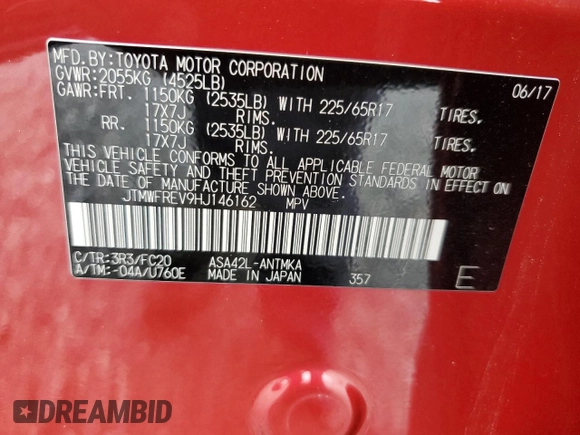 MFD.BY:TOYOTA MOTOR CORPORATION 06/17
GVWR:2055KG (4525LB)
GAWR:FRT. 1150KG (2535LB) WITH 225/65R17 TIRES.
17X7J RIMS.
RR. 1150KG (2535LB) WITH 225/65R17 TIRES.
17X7J RIMS.
THIS VEHICLE CONFORMS TO ALL APPLICABLE FEDERAL MOTOR
VEHICLE SAFETY AND THEFT PREVENTION STANDARDS IN EFFECT ON
THE DATE OF MANUFACTURE SHOWN ABOVE.
JTMWFREV9HJ146162 MPV
C/TR:3R3/FC20 ASA42L-ANTMKA
A/TM:-04A/U760E MADE IN JAPAN 357 E
DREAMBID